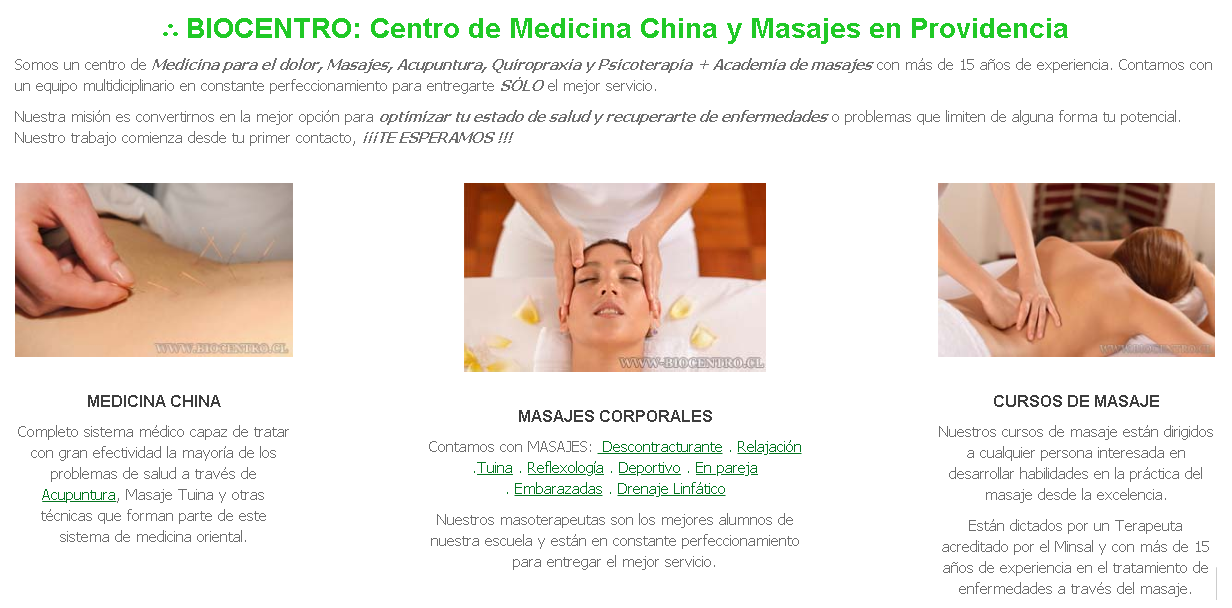 ∴ BIOCENTRO: Centro de Medicina China y Masajes en Providencia
Somos un centro de Medicina para el dolor, Masajes, Acupuntura, Quiropraxia y Psicoterapia + Academia de masajes con más de 15 años de experiencia. Contamos con
un equipo multidiciplinario en constante perfeccionamiento para entregarte SÓLO el mejor servicio.
Nuestra misión es convertirnos en la mejor opción para optimizar tu estado de salud y recuperarte de enfermedades o problemas que limiten de alguna forma tu potencial.
Nuestro trabajo comienza desde tu primer contacto, ¡¡¡TE ESPERAMOS !!!
WWW-BIOCENTRO.CL
WWW-BIOCENTRO.CL
WWW-BIOCENTRO.CL
MEDICINA CHINA
Completo sistema médico capaz de tratar
con gran efectividad la mayoría de los
problemas de salud a través de
Acupuntura, Masaje Tuina y otras
técnicas que forman parte de este
sistema de medicina oriental.
MASAJES CORPORALES
Contamos con MASAJES: Descontracturante . Relajación
.Tuina . Reflexología . Deportivo . En pareja
. Embarazadas . Drenaje Linfático
Nuestros masoterapeutas son los mejores alumnos de
nuestra escuela y están en constante perfeccionamiento
para entregar el mejor servicio.
CURSOS DE MASAJE
Nuestros cursos de masaje están dirigidos
a cualquier persona interesada en
desarrollar habilidades en la práctica del
masaje desde la excelencia.
Están dictados por un Terapeuta
acreditado por el Minsal y con más de 15
años de experiencia en el tratamiento de
enfermedades a través del masaje.